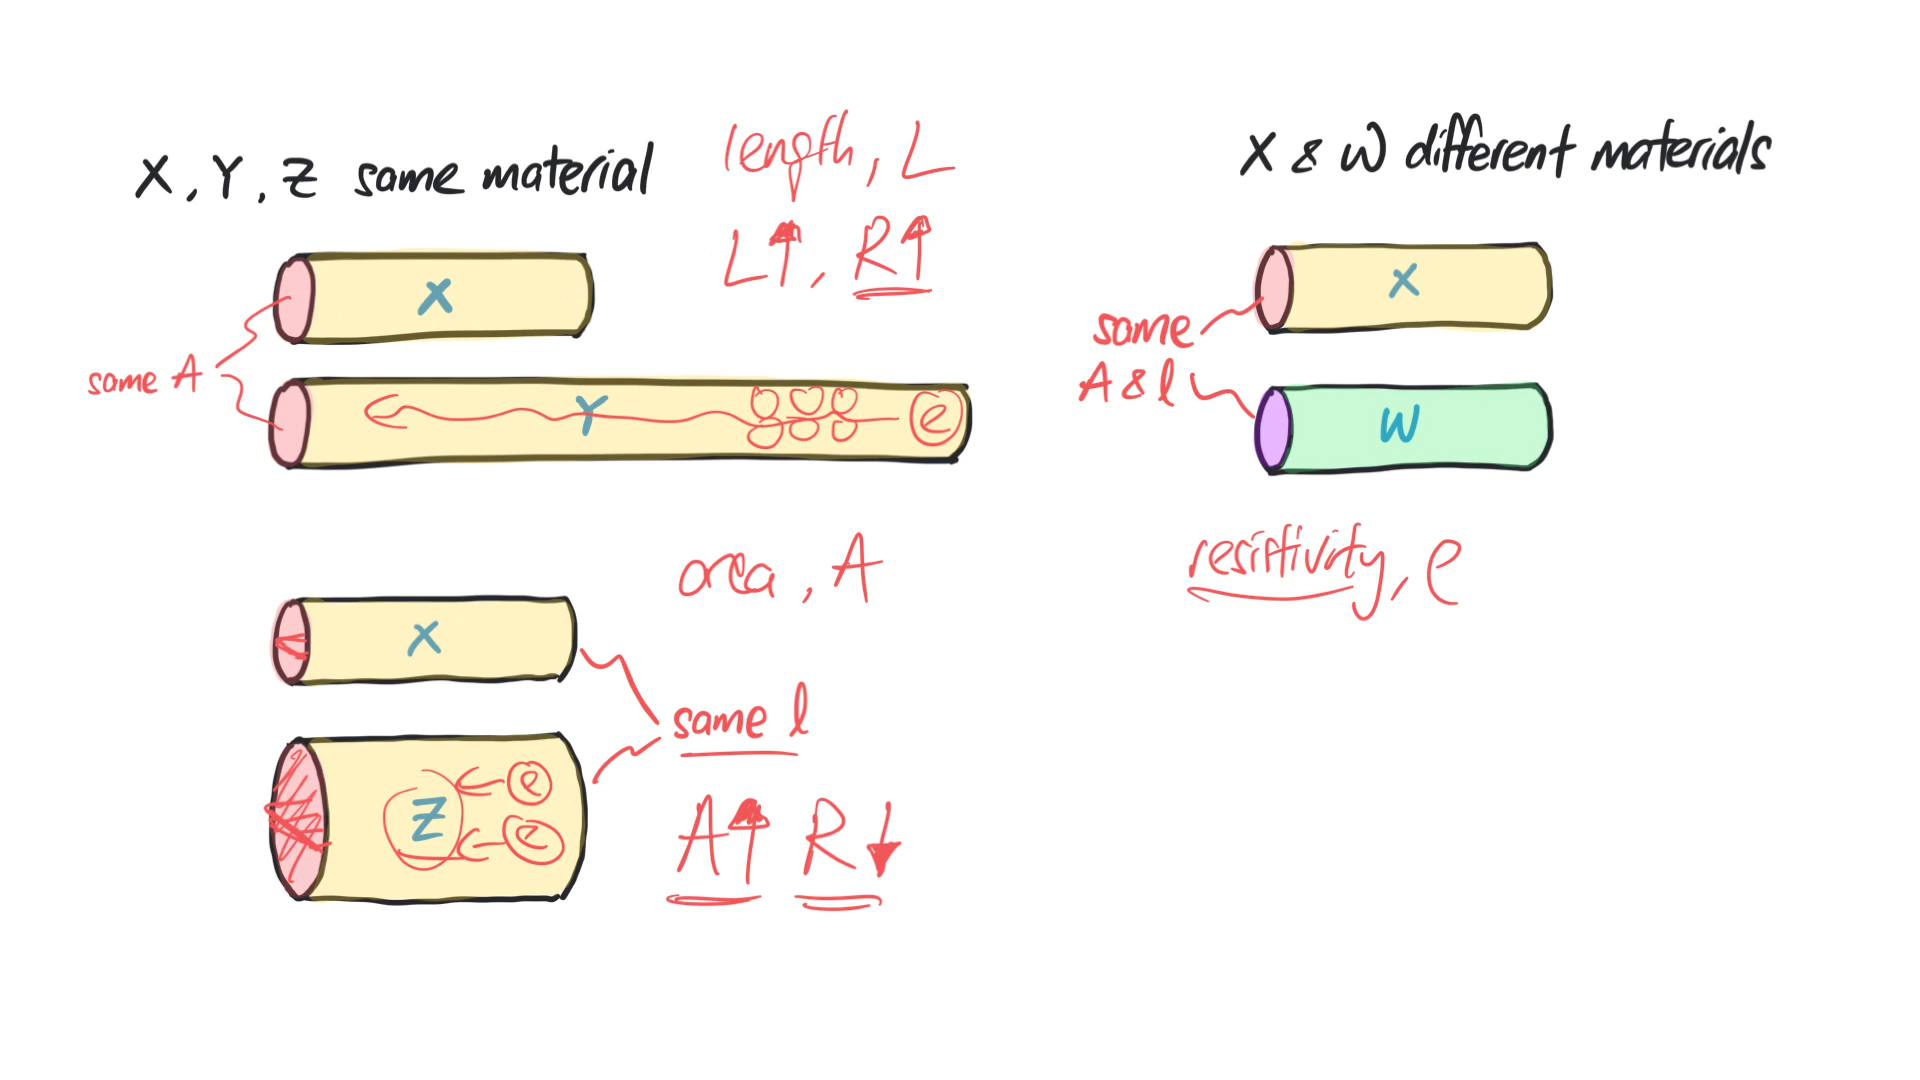 X, Y, Z same material
length, L
L↑, R↑
X
same A
Y
e
area, A
X
same l
Z
e
e
A↑ R↓
X & W different materials
X
same
A & l
W
resistivity, ρ